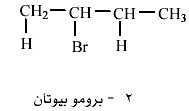 CH₂ — CH — CH — CH₃
H Br H
٢ - برومو بيوتان